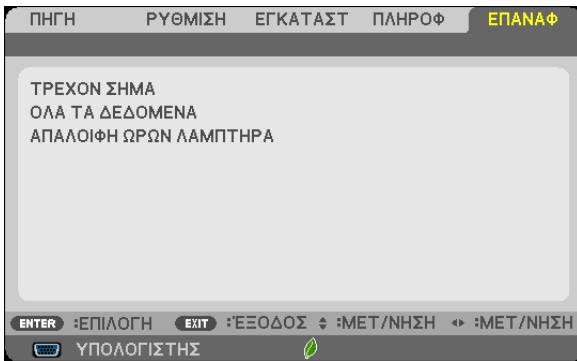 ΠΗΓΗ ΡΥΘΜΙΣΗ ΕΓΚΑΤΑΣΤ ΠΛΗΡΟΦ ΕΠΑΝΑΦ
ΤΡΕΧΟΝ ΣΗΜΑ
ΟΛΑ ΤΑ ΔΕΔΟΜΕΝΑ
ΑΠΑΛΟΙΦΗ ΩΡΩΝ ΛΑΜΠΤΗΡΑ
ENTER :ΕΠΙΛΟΓΗ EXIT :ΈΞΟΔΟΣ :ΜΕΤ/ΝΗΣΗ :ΜΕΤ/ΝΗΣΗ
ΥΠΟΛΟΓΙΣΤΗΣ